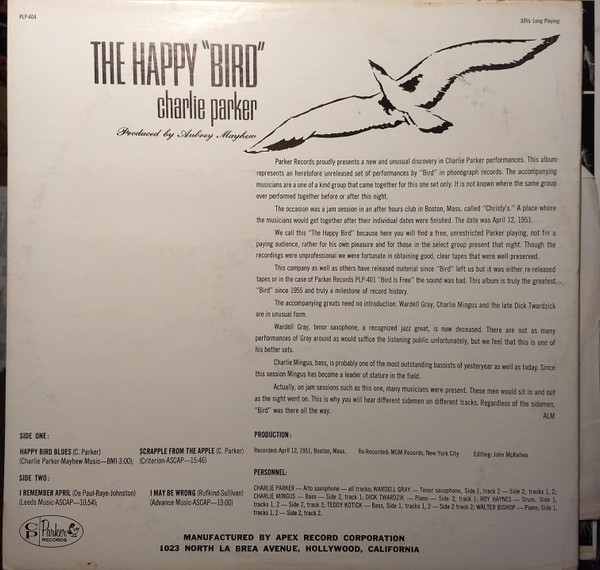 PLP-404
33⅓ Long Playing
THE HAPPY "BIRD"
charlie parker
Produced by Aubrey Mayhew
Parker Records proudly presents a new and unusual discovery in Charlie Parker performances. This album
represents an heretofore unreleased set of performances by "Bird" in phonograph records. The accompanying
musicians are a one of a kind group that came together for this one set only. It is not known where the same group
ever performed together before or after this night.
The occasion was a jam session in an after hours club in Boston, Mass. called "Christy's." A place where
the musicians would get together after their individual dates were finished. The date was April 12, 1951.
We call this "The Happy Bird" because here you will find a free, unrestricted Parker playing, not for a
paying audience, rather for his own pleasure and for those in the select group present that night. Though the
recordings were unprofessional we were fortunate in obtaining good, clear tapes that were well preserved.
This company as well as others have released material since "Bird" left us but it was either re-released
tapes or in the case of Parker Records PLP-401 "Bird Is Free" the sound was bad. This album is truly the greatest
"Bird" since 1955 and truly a milestone of record history.
The accompanying greats need no introduction. Wardell Gray, Charlie Mingus and the late Dick Twardzick
are in unusual form.
Wardell Gray, tenor saxophone, a recognized jazz great, is now deceased. There are not as many
performances of Gray around as would suffice the listening public unfortunately, but we feel that this is one of
his better sets.
Charlie Mingus, bass, is probably one of the most outstanding bassists of yesteryear as well as today. Since
this session Mingus has become a leader of stature in the field.
Actually, on jam sessions such as this one, many musicians were present. These men would sit in and out
as the night went on. This is why you will hear different sidemen on different tracks. Regardless of the sidemen,
"Bird" was there all the way.
ALM
SIDE ONE:
HAPPY BIRD BLUES (C. Parker)
(Charlie Parker-Mayhew Music—BMI-3:00);
SCRAPPLE FROM THE APPLE (C. Parker)
(Criterion-ASCAP—15:46)
SIDE TWO:
I REMEMBER APRIL (De Paul-Raye-Johnston)
(Leeds Music-ASCAP—10:54);
I MAY BE WRONG (Rufkind-Sullivan)
(Advance Music-ASCAP—13:00)
PRODUCTION:
Recorded: April 12, 1951, Boston, Mass.
Re-Recorded: MGM Records, New York City
Editing: John McKellen
PERSONNEL:
CHARLIE PARKER — Alto saxophone — all tracks; WARDELL GRAY — Tenor saxophone, Side 1, track 2 — Side 2, tracks 1, 2;
CHARLIE MINGUS — Bass — Side 2, track 1; DICK TWARDZIK — Piano — Side 2, track 1; ROY HAYNES — Drum, Side 1,
tracks 1, 2 — Side 2, track 2; TEDDY KOTICK — Bass, Side 1, tracks 1, 2 — Side 2 track 2; WALTER BISHOP — Piano; Side 1,
tracks 1, 2 — Side 2, track 2.
CP Parker
RECORDS
MANUFACTURED BY APEX RECORD CORPORATION
1023 NORTH LA BREA AVENUE, HOLLYWOOD, CALIFORNIA